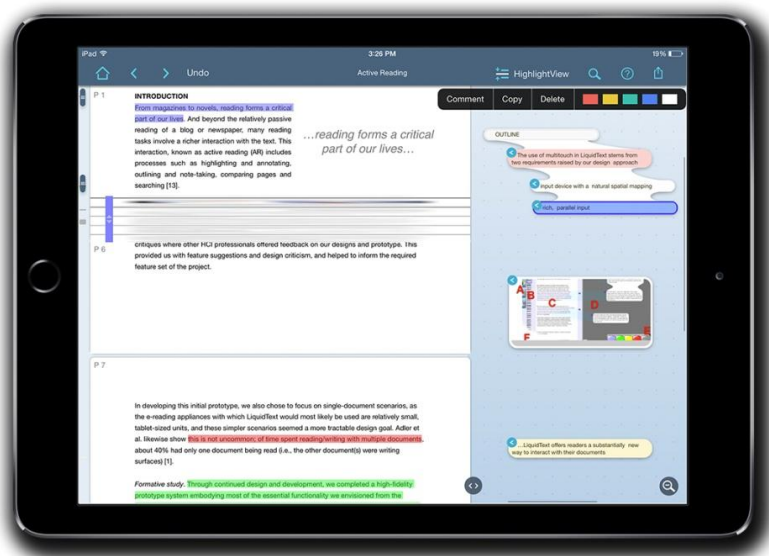 iPad 3:26 PM 19%
Undo Active Reading HighlightView
P 1
INTRODUCTION
From magazines to novels, reading forms a critical
part of our lives. And beyond the relatively passive
reading of a blog or newspaper, many reading
tasks involve a richer interaction with the text. This
interaction, known as active reading (AR) includes
processes such as highlighting and annotating,
outlining and note-taking, comparing pages and
searching [13].
...reading forms a critical
part of our lives...
P 6
critiques where other HCI professionals offered feedback on our designs and prototype. This
provided us with feature suggestions and design criticism, and helped to inform the required
feature set of the project.
P 7
In developing this initial prototype, we also chose to focus on single-document scenarios, as
the e-reading appliances with which LiquidText would most likely be used are relatively small,
tablet-sized units, and these simpler scenarios seemed a more tractable design goal. Adler et
al. likewise show this is not uncommon; of time spent reading/writing with multiple documents,
about 40% had only one document being read (i.e., the other document(s) were writing
surfaces) [1].
Formative study. Through continued design and development, we completed a high-fidelity
prototype system embodying most of the essential functionality we envisioned from the
Comment Copy Delete
OUTLINE
The use of multitouch in LiquidText stems from
two requirements raised by our design approach
input device with a natural spatial mapping
rich, parallel input
A
B
C
D
E
F
...LiquidText offers readers a substantially new
way to interact with their documents